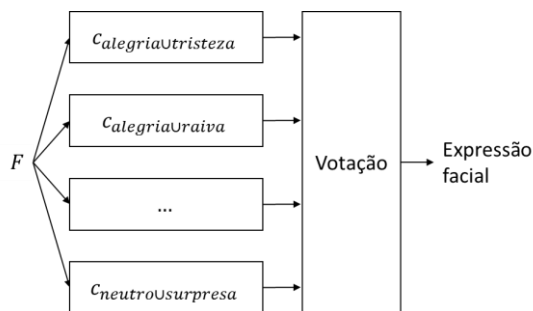 c_{alegria∪tristeza}
c_{alegria∪raiva}
F
Votação
Expressão
facial
...
c_{neutro∪surpresa}